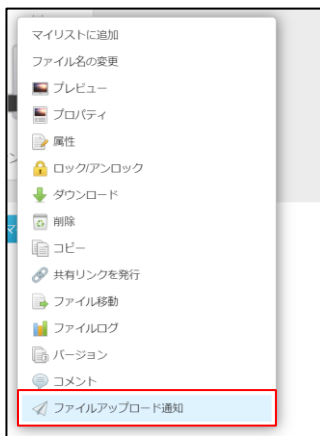 マイリストに追加
ファイル名の変更
プレビュー
プロパティ
属性
ロック/アンロック
ダウンロード
削除
コピー
共有リンクを発行
ファイル移動
ファイルログ
バージョン
コメント
ファイルアップロード通知